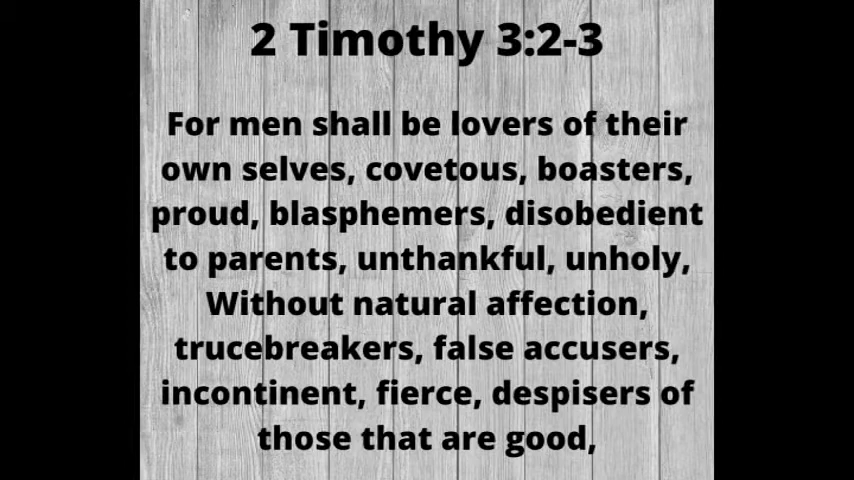 2 Timothy 3:2-3
For men shall be lovers of their
own selves, covetous, boasters,
proud, blasphemers, disobedient
to parents, unthankful, unholy,
Without natural affection,
trucebreakers, false accusers,
incontinent, fierce, despisers of
those that are good,